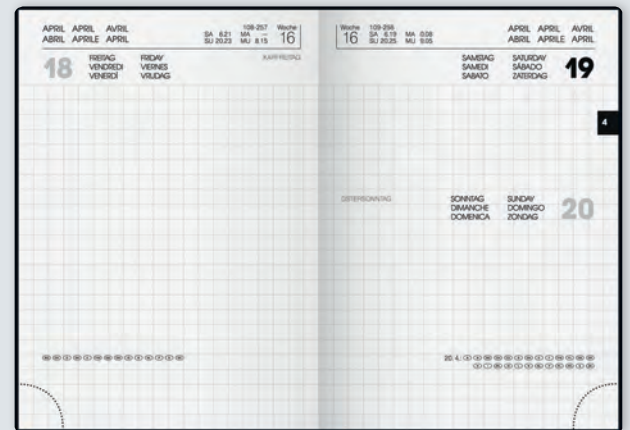 APRIL APRIL AVRIL
ABRIL APRILE APRIL
SA 6.21 MA —
SU 20.23 MU 8.15
108-257
Woche
16
18
FREITAG FRIDAY
VENDREDI VIERNES
VENERDÌ VRIJDAG
KARFREITAG
Woche
16
109-256
SA 6.19 MA 0.08
SU 20.25 MU 9.05
APRIL APRIL AVRIL
ABRIL APRILE APRIL
SAMSTAG SATURDAY
SAMEDI SÁBADO
SABATO ZATERDAG
19
4
OSTERSONNTAG
SONNTAG SUNDAY
DIMANCHE DOMINGO
DOMENICA ZONDAG
20
20. 4.: